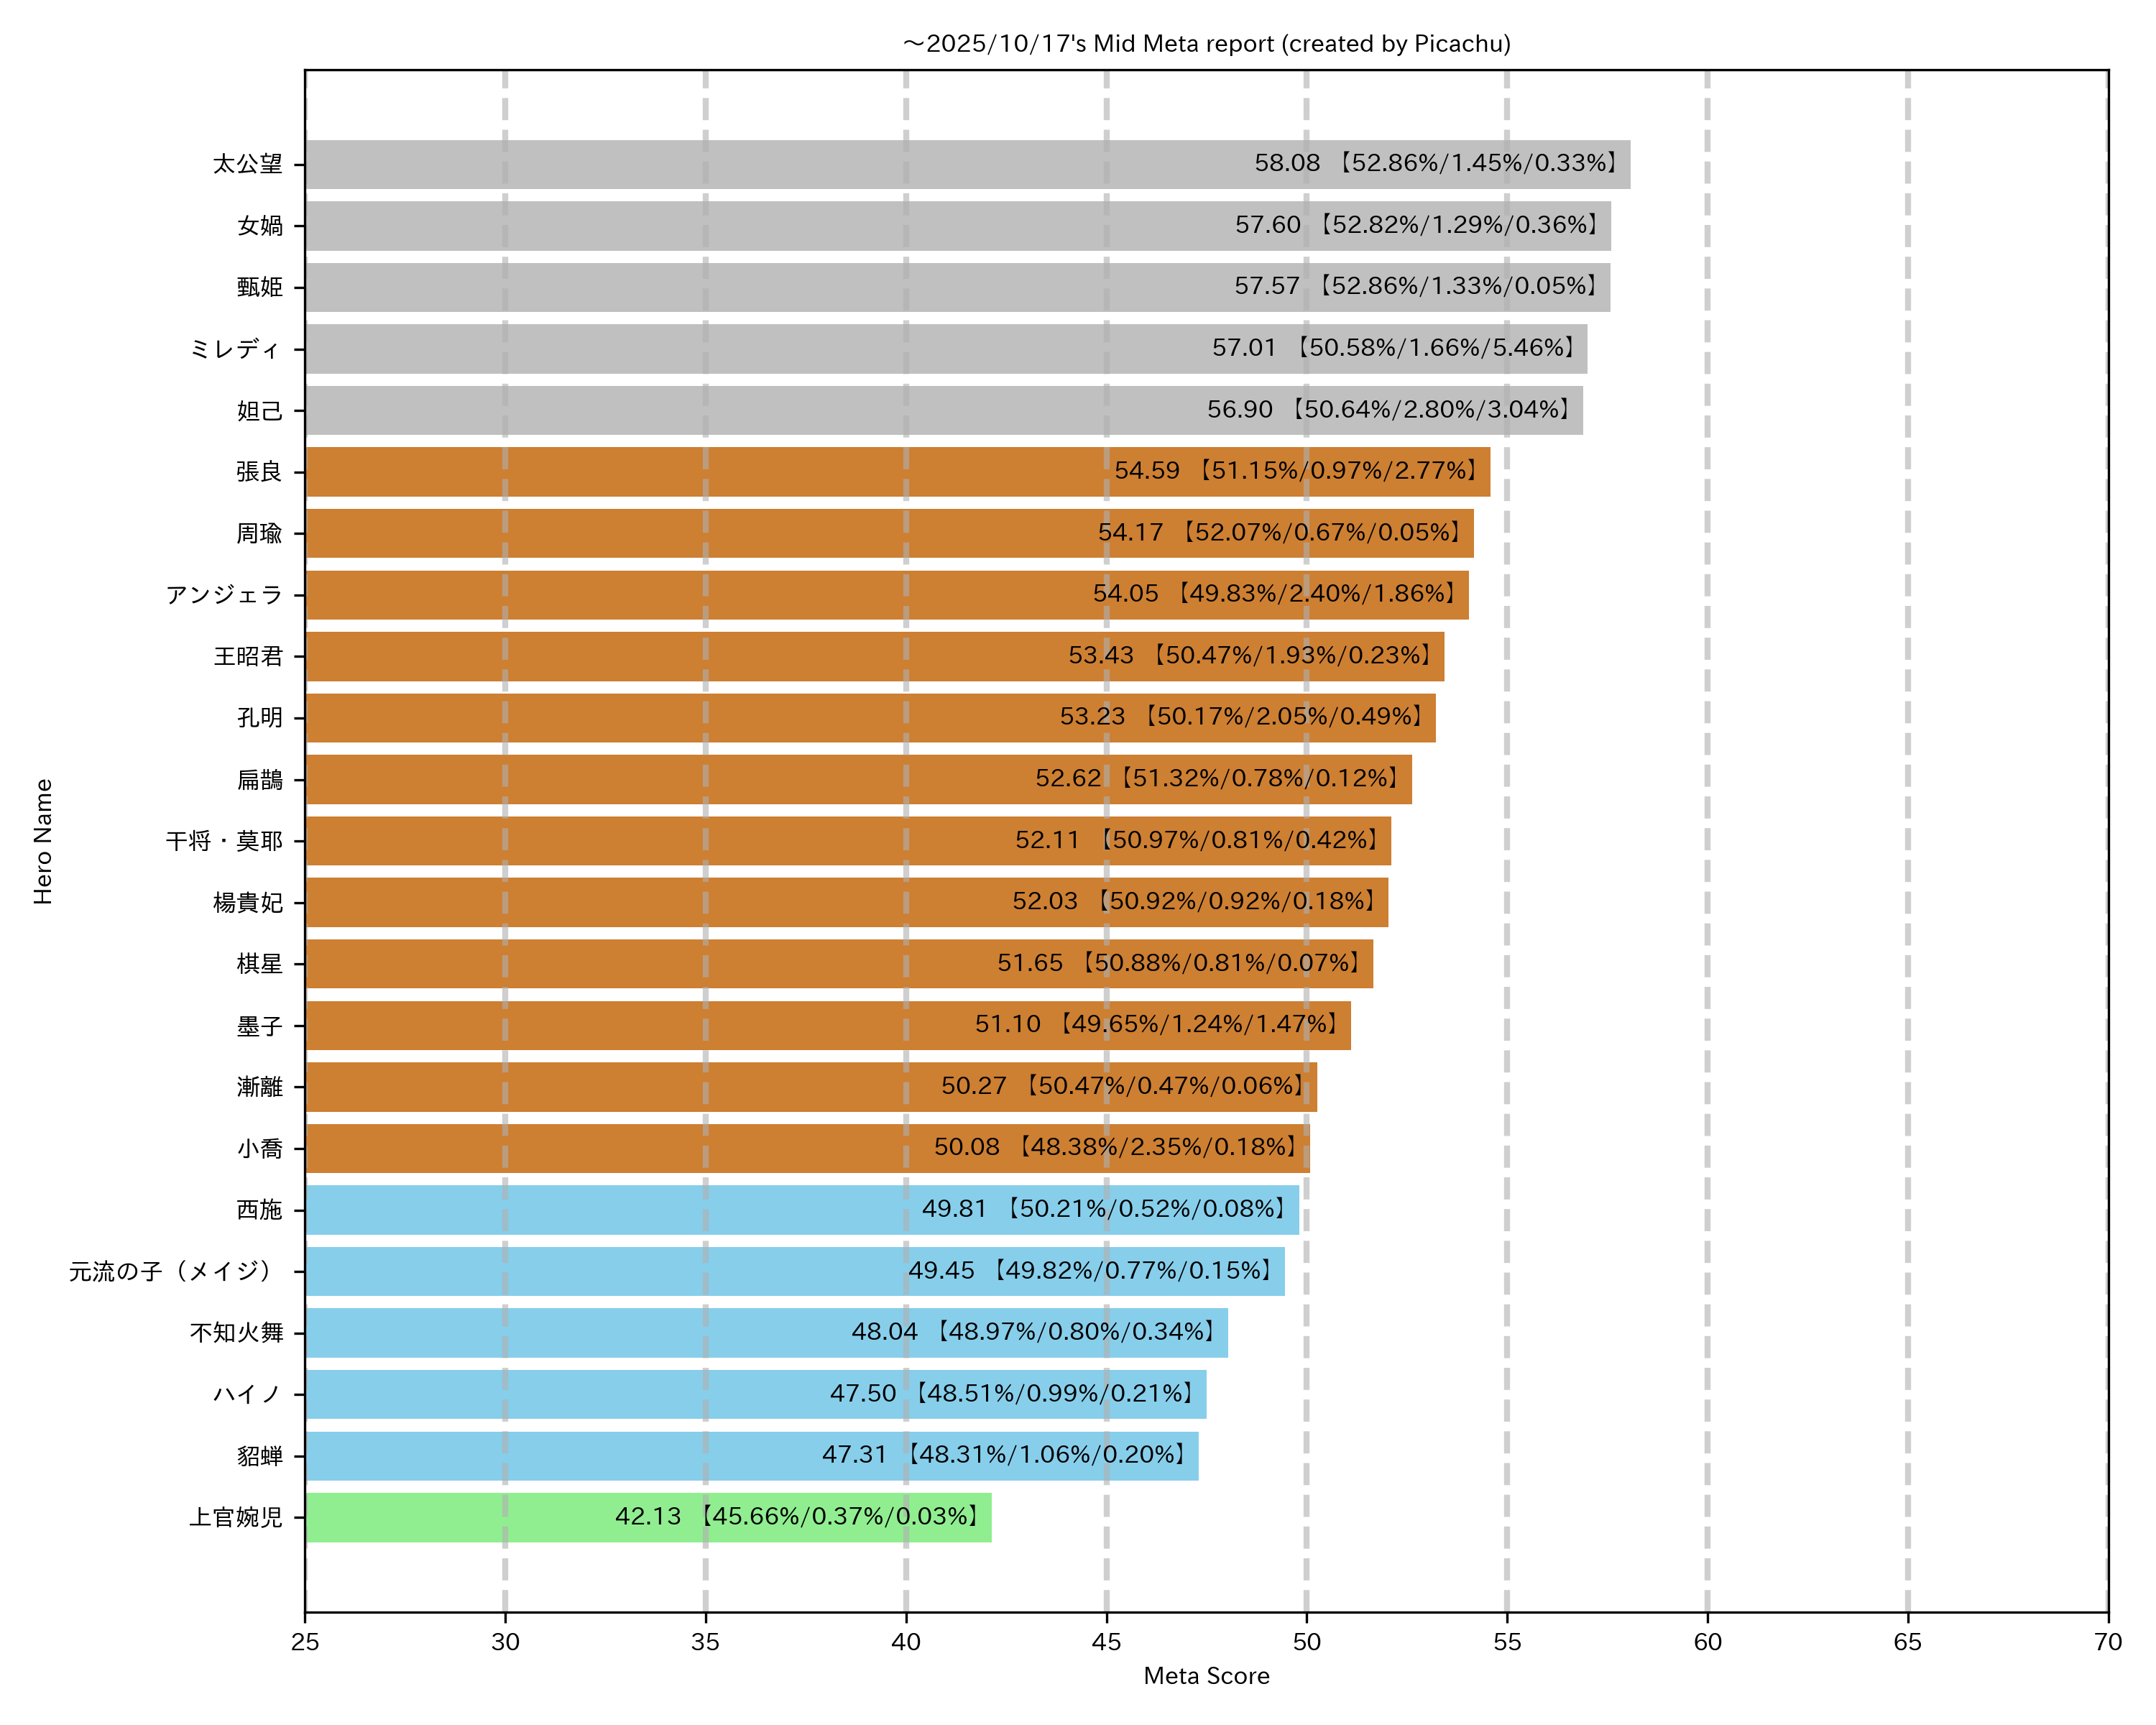 ～2025/10/17's Mid Meta report (created by Picachu)
Hero Name
太公望 58.08 【52.86%/1.45%/0.33%】
女媧 57.60 【52.82%/1.29%/0.36%】
甄姫 57.57 【52.86%/1.33%/0.05%】
ミレディ 57.01 【50.58%/1.66%/5.46%】
妲己 56.90 【50.64%/2.80%/3.04%】
張良 54.59 【51.15%/0.97%/2.77%】
周瑜 54.17 【52.07%/0.67%/0.05%】
アンジェラ 54.05 【49.83%/2.40%/1.86%】
王昭君 53.43 【50.47%/1.93%/0.23%】
孔明 53.23 【50.17%/2.05%/0.49%】
扁鵲 52.62 【51.32%/0.78%/0.12%】
干将・莫耶 52.11 【50.97%/0.81%/0.42%】
楊貴妃 52.03 【50.92%/0.92%/0.18%】
棋星 51.65 【50.88%/0.81%/0.07%】
墨子 51.10 【49.65%/1.24%/1.47%】
漸離 50.27 【50.47%/0.47%/0.06%】
小喬 50.08 【48.38%/2.35%/0.18%】
西施 49.81 【50.21%/0.52%/0.08%】
元流の子（メイジ） 49.45 【49.82%/0.77%/0.15%】
不知火舞 48.04 【48.97%/0.80%/0.34%】
ハイノ 47.50 【48.51%/0.99%/0.21%】
貂蝉 47.31 【48.31%/1.06%/0.20%】
上官婉児 42.13 【45.66%/0.37%/0.03%】
25 30 35 40 45 50 55 60 65 70
Meta Score